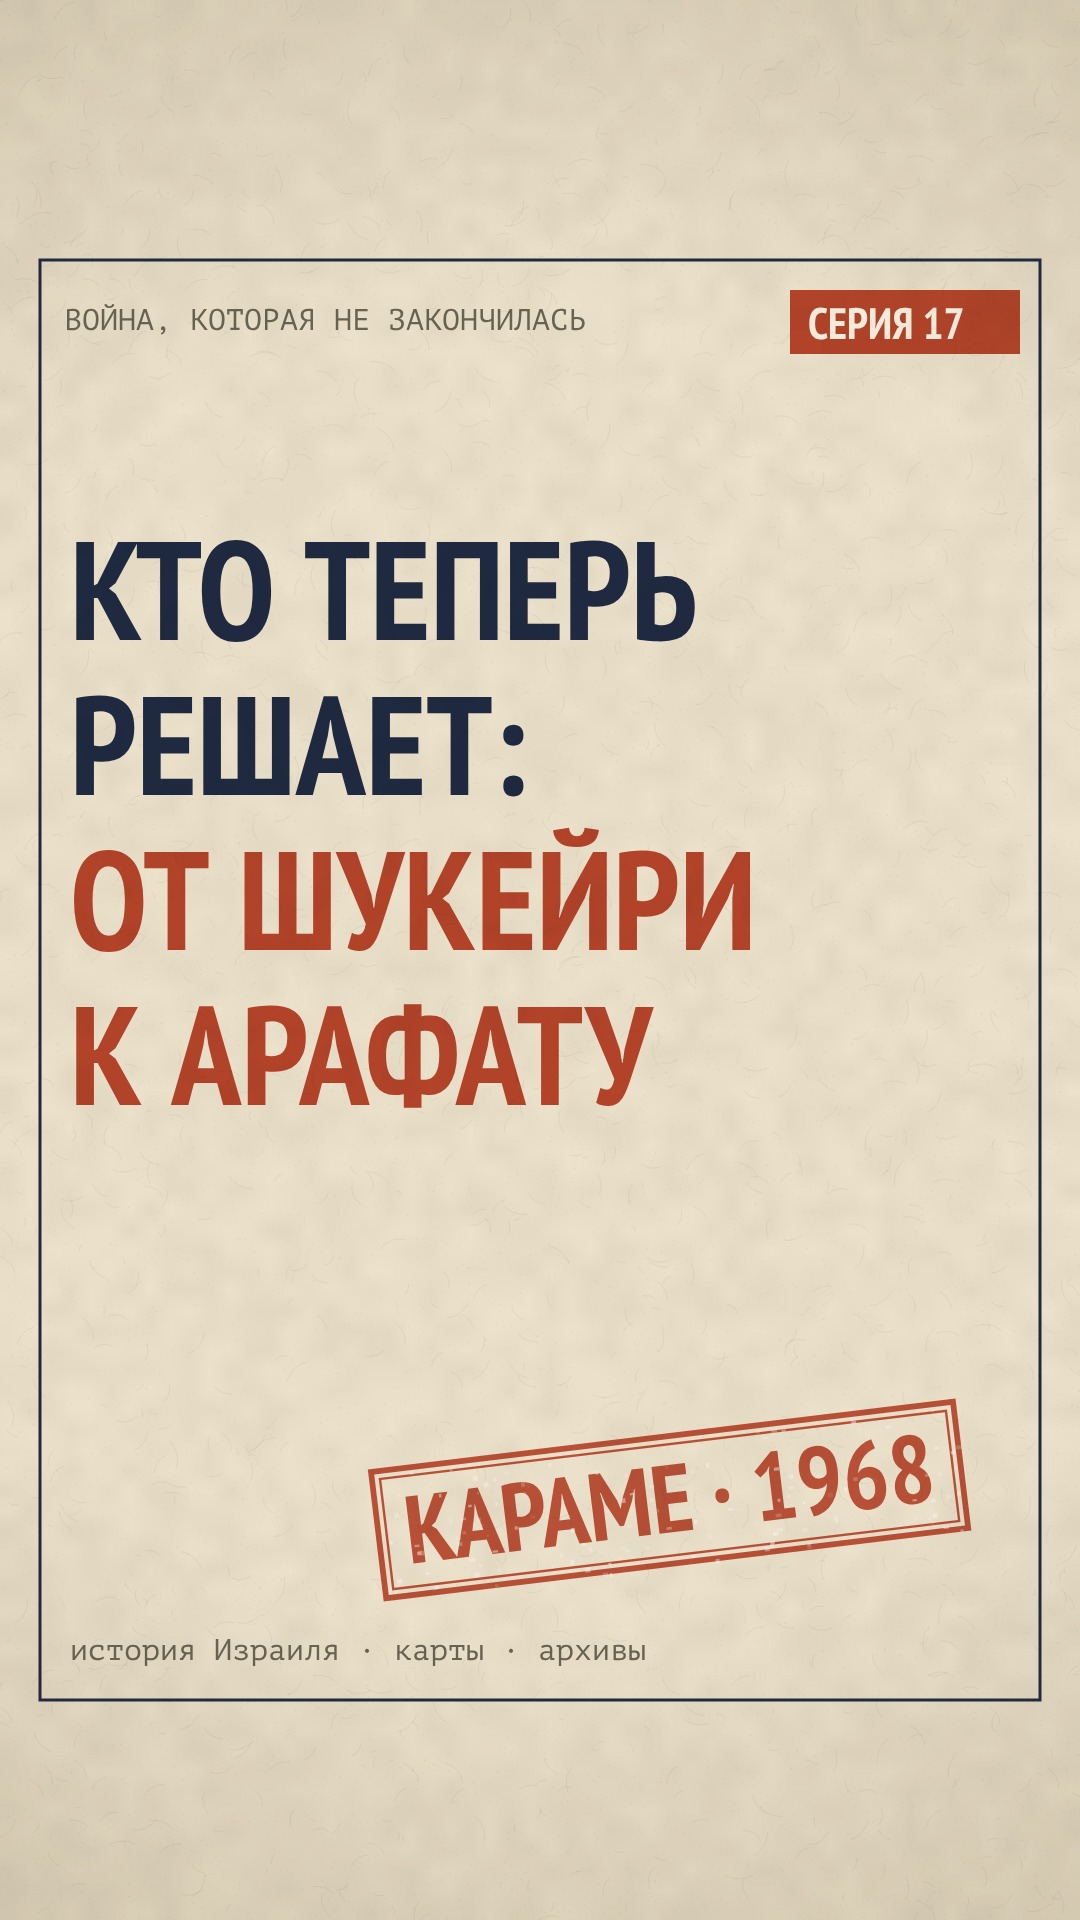 ВОЙНА, КОТОРАЯ НЕ ЗАКОНЧИЛАСЬ
СЕРИЯ 17
КТО ТЕПЕРЬ
РЕШАЕТ:
ОТ ШУКЕЙРИ
К АРАФАТУ
КАРАМЕ · 1968
история Израиля · карты · архивы